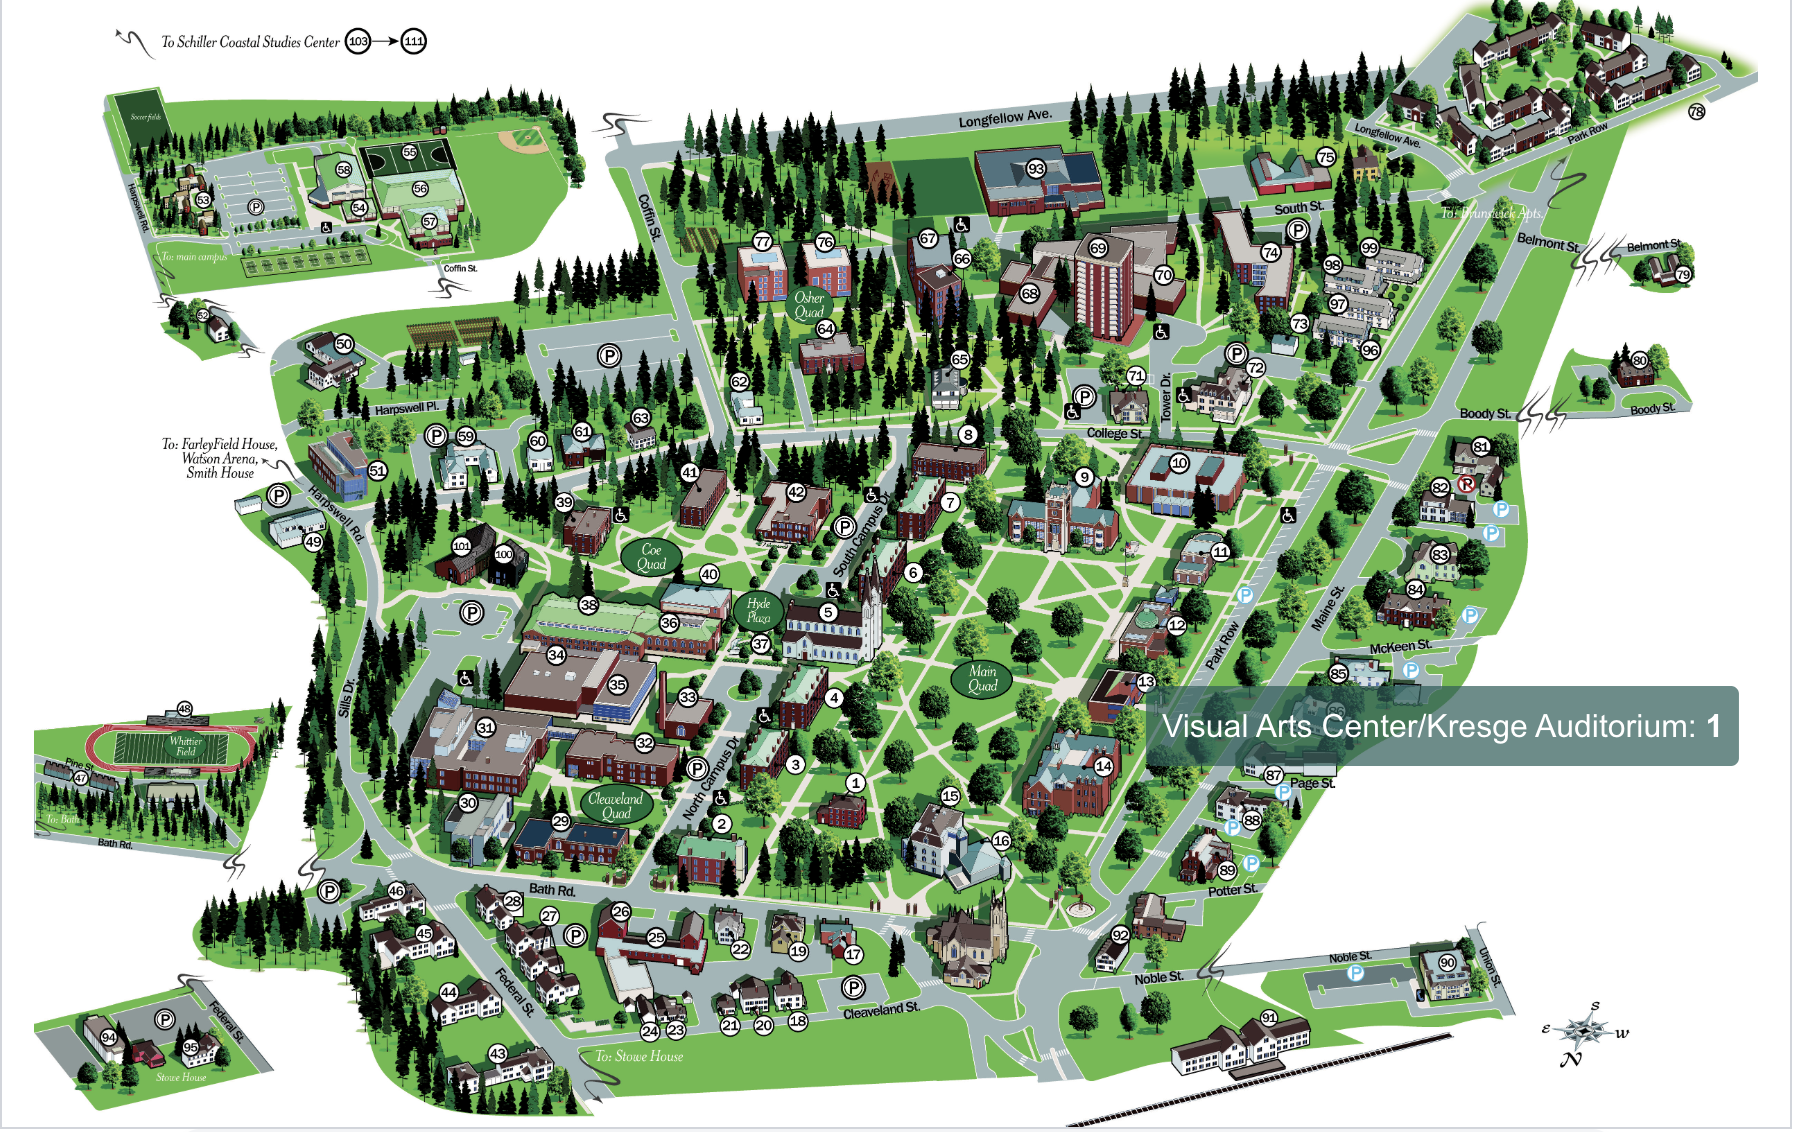 To Schiller Coastal Studies Center 103 111
Longfellow Ave.
Soccer fields
78
Longfellow Ave.
Park Row
55
58
93
75
56
Harpswell Rd.
53
P
54
57
Coffin St.
South St.
P
To: Brunswick Apts.
Belmont St.
Belmont St.
79
To: main campus
Coffin St.
77
76
67
66
69
74
99
98
70
68
97
Osher
Quad
64
73
96
52
50
P
65
62
71
P
72
P
80
Tower Dr.
Harpswell Pl.
63
61
60
59
P
College St.
Boody St.
Boody St.
8
To: FarleyField House,
Watson Arena,
Smith House
51
41
42
9
10
81
R
82
P
P
P
39
7
Harpswell Rd.
49
P
South Campus Dr.
Coe
Quad
101
100
40
6
11
83
84
P
P
P
38
Hyde
Plaza
5
36
37
12
Maine St.
McKeen St.
34
35
33
4
Main
Quad
13
Park Row
85
P
Sills Dr.
48
Whittier
Field
Visual Arts Center/Kresge Auditorium: 1
86
31
32
P
3
14
Pine St.
47
North Campus Dr.
1
87
P
Page St.
Cleaveland
Quad
30
29
2
15
16
88
P
To: Bath
Bath Rd.
89
P
Potter St.
P
46
Bath Rd.
28
27
P
26
25
22
19
17
92
45
Noble St.
Noble St.
P
90
Union St.
44
Federal St.
24
23
21
20
18
P
Cleaveland St.
Federal St.
94
P
95
Stowe House
43
To: Stowe House
91
S
E
W
N